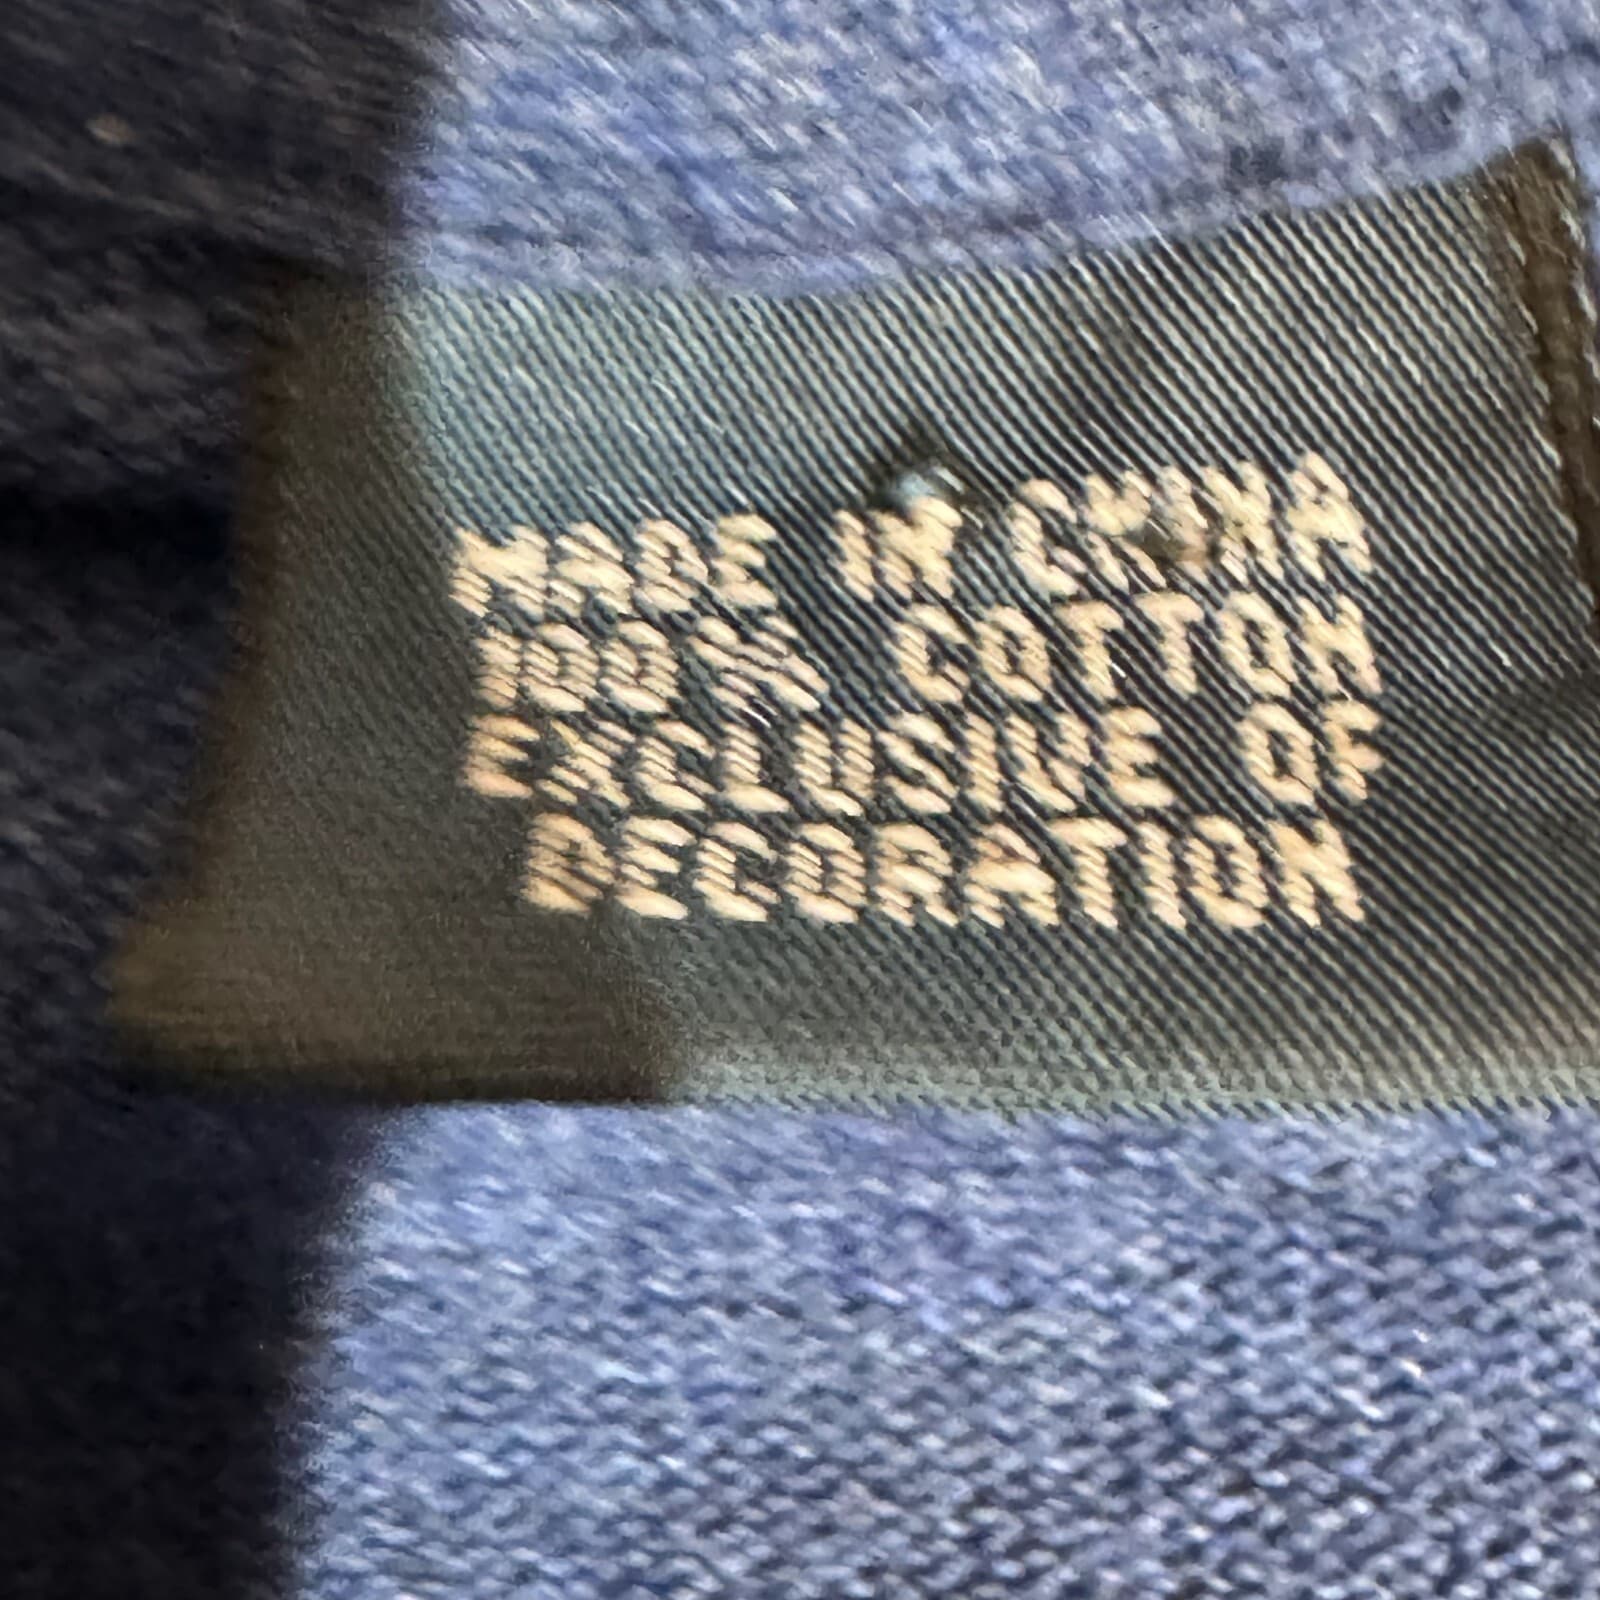 MADE IN CHINA
100% COTTON
EXCLUSIVE OF
DECORATION